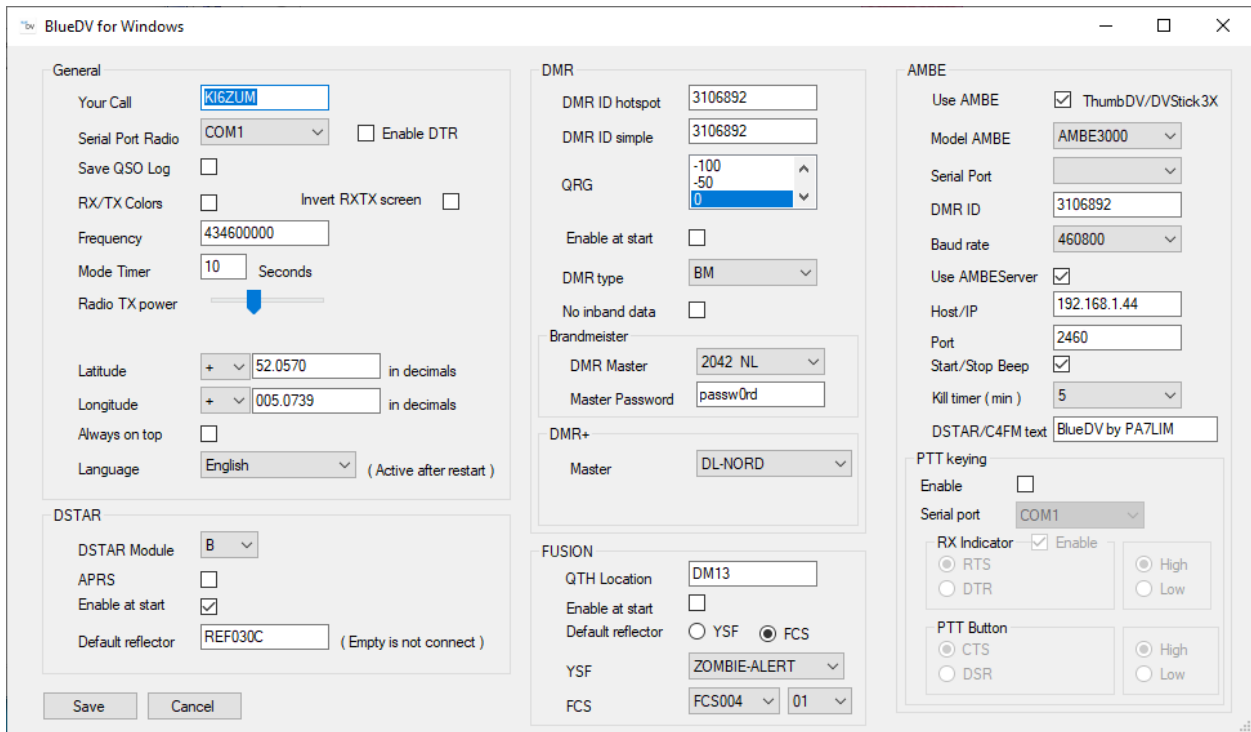 BlueDV for Windows
General
Your Call KI6ZUM
Serial Port Radio COM1 Enable DTR
Save QSO Log
RX/TX Colors Invert RXTX screen
Frequency 434600000
Mode Timer 10 Seconds
Radio TX power
Latitude + 52.0570 in decimals
Longitude + 005.0739 in decimals
Always on top
Language English ( Active after restart )
DSTAR
DSTAR Module B
APRS
Enable at start
Default reflector REF030C ( Empty is not connect )
Save Cancel
DMR
DMR ID hotspot 3106892
DMR ID simple 3106892
QRG -100
-50
0
Enable at start
DMR type BM
No inband data
Brandmeister
DMR Master 2042 NL
Master Password passw0rd
DMR+
Master DL-NORD
FUSION
QTH Location DM13
Enable at start
Default reflector YSF FCS
YSF ZOMBIE-ALERT
FCS FCS004 01
AMBE
Use AMBE ThumbDV/DVStick3X
Model AMBE AMBE3000
Serial Port
DMR ID 3106892
Baud rate 460800
Use AMBEServer
Host/IP 192.168.1.44
Port 2460
Start/Stop Beep
Kill timer ( min ) 5
DSTAR/C4FM text BlueDV by PA7LIM
PTT keying
Enable
Serial port COM1
RX Indicator Enable
RTS High
DTR Low
PTT Button
CTS High
DSR Low